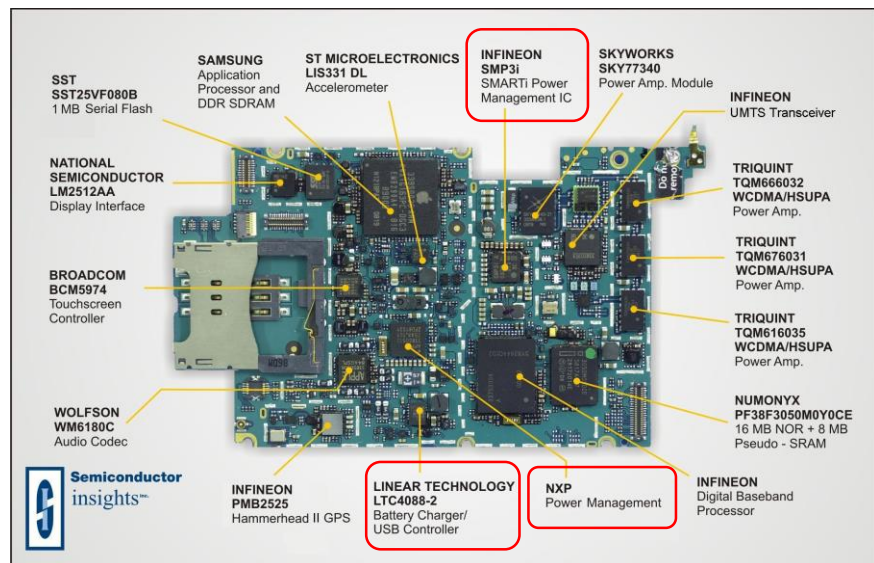 SST
SST25VF080B
1 MB Serial Flash
SAMSUNG
Application
Processor and
DDR SDRAM
ST MICROELECTRONICS
LIS331 DL
Accelerometer
INFINEON
SMP3i
SMARTi Power
Management IC
SKYWORKS
SKY77340
Power Amp. Module
INFINEON
UMTS Transceiver
NATIONAL
SEMICONDUCTOR
LM2512AA
Display Interface
TRIQUINT
TQM666032
WCDMA/HSUPA
Power Amp.
BROADCOM
BCM5974
Touchscreen
Controller
TRIQUINT
TQM676031
WCDMA/HSUPA
Power Amp.
TRIQUINT
TQM616035
WCDMA/HSUPA
Power Amp.
WOLFSON
WM6180C
Audio Codec
NUMONYX
PF38F3050M0Y0CE
16 MB NOR + 8 MB
Pseudo - SRAM
INFINEON
PMB2525
Hammerhead II GPS
LINEAR TECHNOLOGY
LTC4088-2
Battery Charger/
USB Controller
NXP
Power Management
INFINEON
Digital Baseband
Processor
Semiconductor
insights
Do not
remove